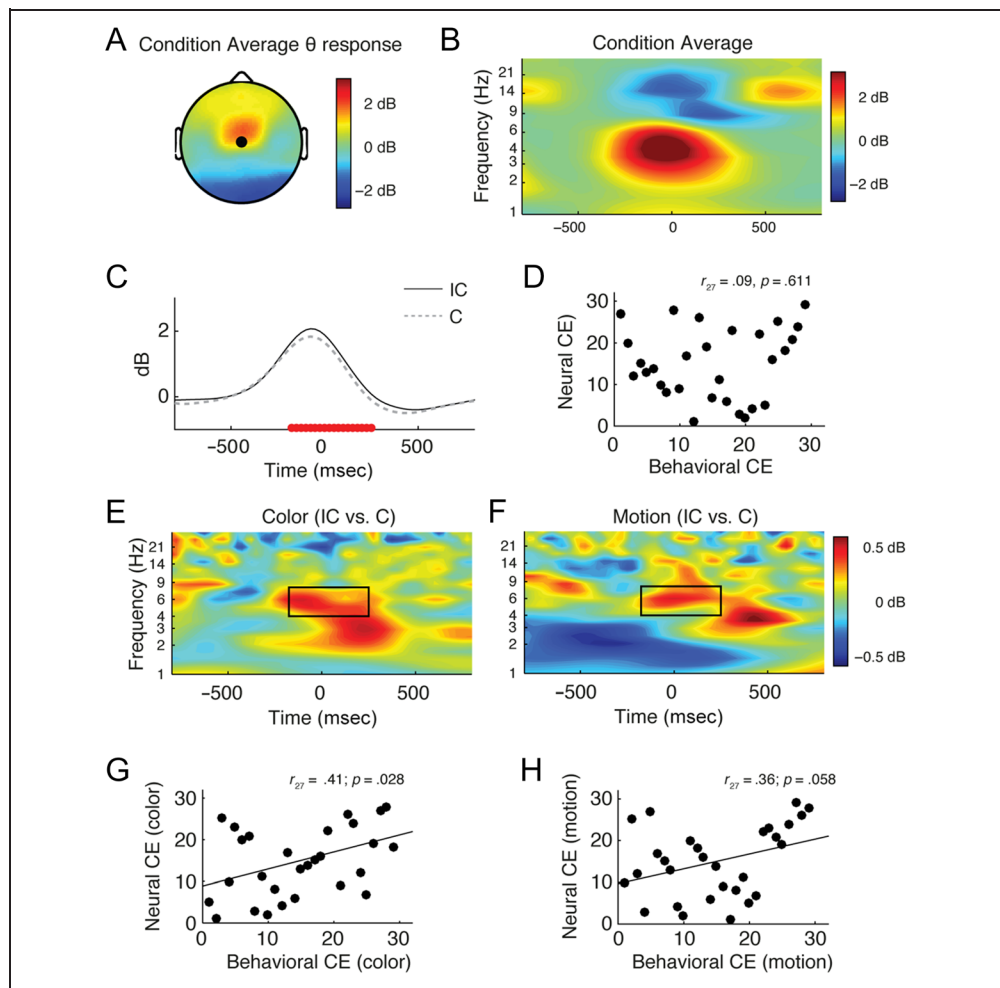 A Condition Average θ response
2 dB
0 dB
−2 dB
B Condition Average
Frequency (Hz)
21
14
9
6
4
3
2
1
−500 0 500
2 dB
0 dB
−2 dB
C
IC
C
dB
2
0
−500 0 500
Time (msec)
D
r27 = .09, p = .611
Neural CE)
30
20
10
0
0 10 20 30
Behavioral CE
E Color (IC vs. C)
Frequency (Hz)
21
14
9
6
4
3
2
1
−500 0 500
Time (msec)
F Motion (IC vs. C)
21
14
9
6
4
3
2
1
−500 0 500
Time (msec)
0.5 dB
0 dB
−0.5 dB
G
r27 = .41; p = .028
Neural CE (color)
30
20
10
0
0 10 20 30
Behavioral CE (color)
H
r27 = .36; p = .058
Neural CE (motion)
30
20
10
0
0 10 20 30
Behavioral CE (motion)